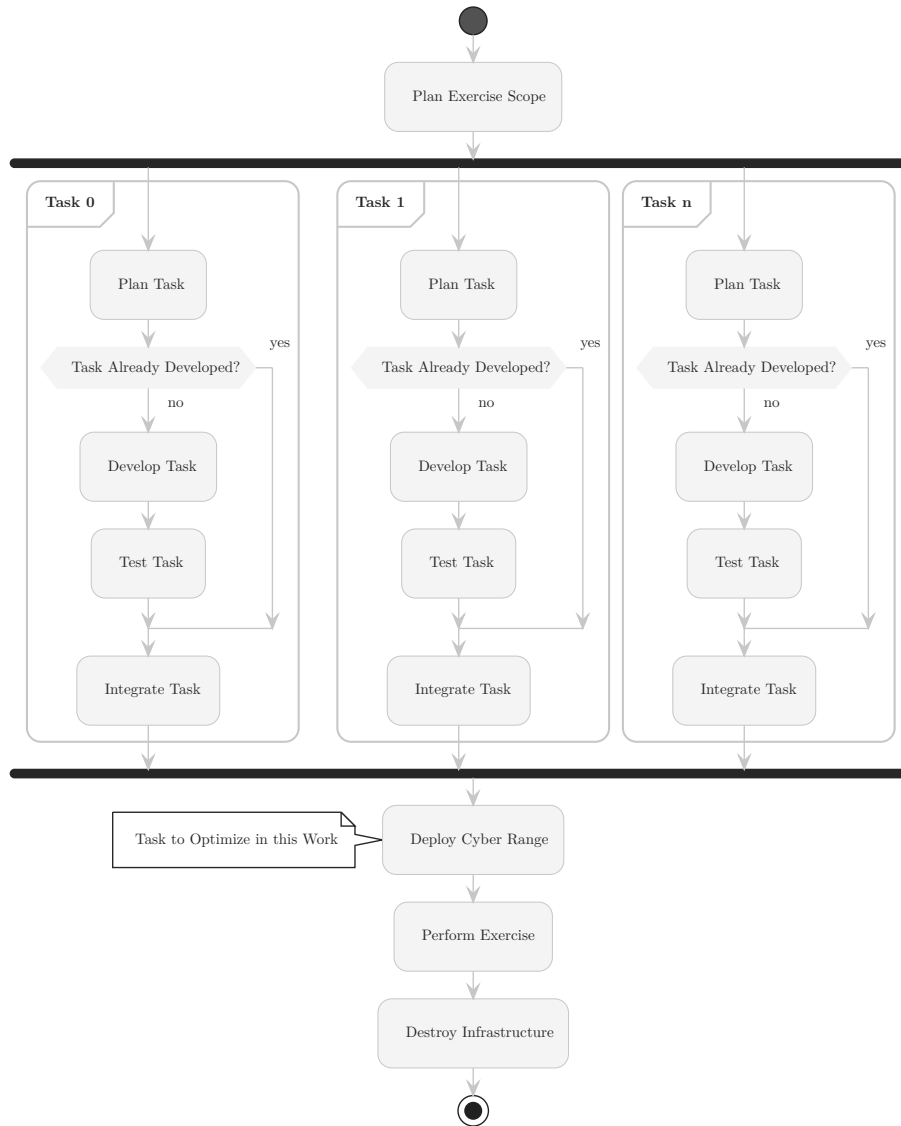 Plan Exercise Scope
Task 0
Task 1
Task n
Plan Task
Plan Task
Plan Task
yes
yes
yes
Task Already Developed?
Task Already Developed?
Task Already Developed?
no
no
no
Develop Task
Develop Task
Develop Task
Test Task
Test Task
Test Task
Integrate Task
Integrate Task
Integrate Task
Task to Optimize in this Work
Deploy Cyber Range
Perform Exercise
Destroy Infrastructure